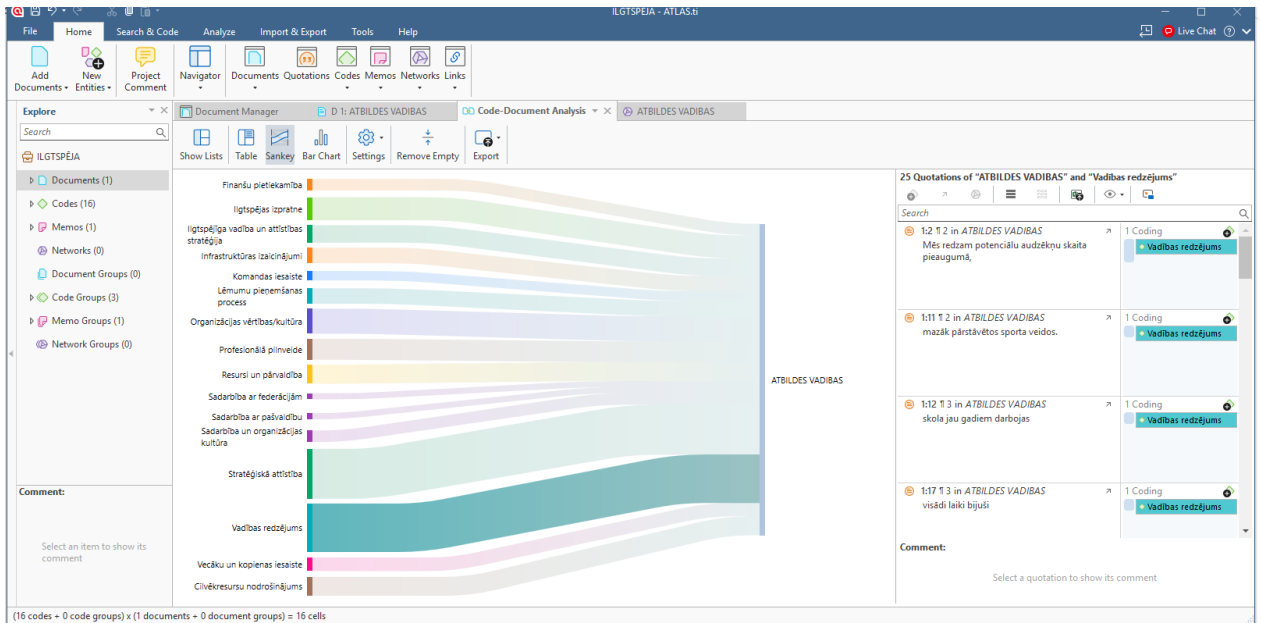 ILGTSPĒJA - ATLAS.ti
File Home Search & Code Analyze Import & Export Tools Help Live Chat
Add Documents
New Entities
Project Comment
Navigator Documents Quotations Codes Memos Networks Links
Explore
Document Manager D 1: ATBILDES VADIBAS Code-Document Analysis ATBILDES VADIBAS
Search
Show Lists Table Sankey Bar Chart Settings Remove Empty Export
ILGTSPĒJA
Documents (1)
Codes (16)
Memos (1)
Networks (0)
Document Groups (0)
Code Groups (3)
Memo Groups (1)
Network Groups (0)
Comment:
Select an item to show its
comment
Finanšu pietiekamība
Ilgtspējas izpratne
Ilgtspējīga vadība un attīstības
stratēģija
Infrastruktūras izaicinājumi
Komandas iesaiste
Lēmumu pieņemšanas
process
Organizācijas vērtības/kultūra
Profesionālā pilnveide
Resursi un pārvaldība
Sadarbība ar federācijām
Sadarbība ar pašvaldību
Sadarbība un organizācijas
kultūra
Stratēģiskā attīstība
Vadības redzējums
Vecāku un kopienas iesaiste
Cilvēkresursu nodrošinājums
ATBILDES VADIBAS
25 Quotations of "ATBILDES VADIBAS" and "Vadības redzējums"
Search
1:2 ¶ 2 in ATBILDES VADIBAS
Mēs redzam potenciālu audzēkņu skaita
pieaugumā,
1 Coding
Vadības redzējums
1:11 ¶ 2 in ATBILDES VADIBAS
mazāk pārstāvētos sporta veidos.
1 Coding
Vadības redzējums
1:12 ¶ 3 in ATBILDES VADIBAS
skola jau gadiem darbojas
1 Coding
Vadības redzējums
1:17 ¶ 3 in ATBILDES VADIBAS
visādi laiki bijuši
1 Coding
Vadības redzējums
Comment:
Select a quotation to show its comment
(16 codes + 0 code groups) x (1 documents + 0 document groups) = 16 cells